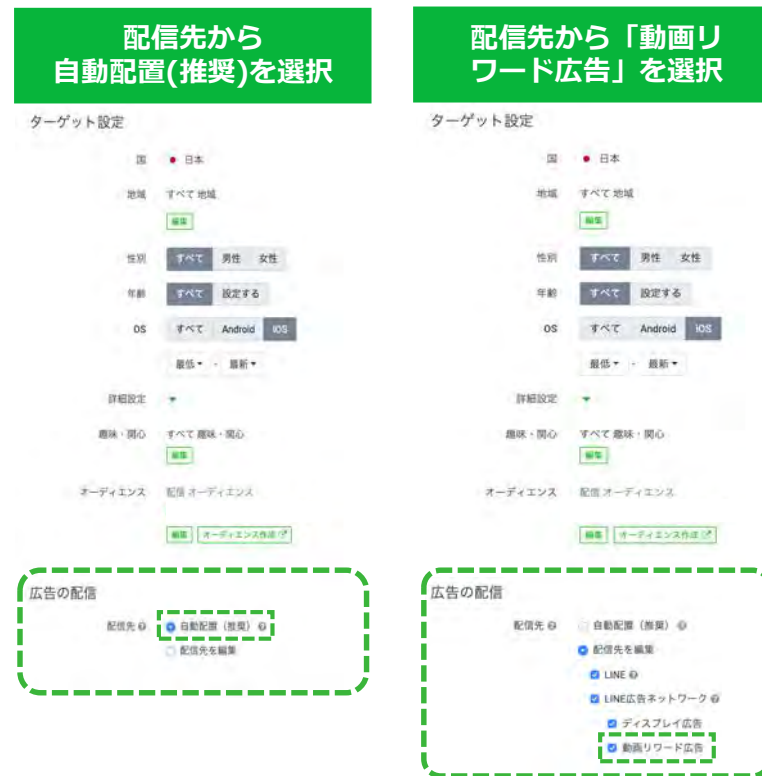 配信先から
自動配置(推奨)を選択
ターゲット設定
国 日本
地域 すべて 地域
編集
性別 すべて 男性 女性
年齢 すべて 設定する
OS すべて Android iOS
最低 - 最新
詳細設定
趣味・関心 すべて 趣味・関心
編集
オーディエンス 配信 オーディエンス
編集 オーディエンス作成
広告の配信
配信先 自動配置（推奨）
配信先を編集
配信先から「動画リ
ワード広告」を選択
ターゲット設定
国 日本
地域 すべて 地域
編集
性別 すべて 男性 女性
年齢 すべて 設定する
OS すべて Android iOS
最低 - 最新
詳細設定
趣味・関心 すべて 趣味・関心
編集
オーディエンス 配信 オーディエンス
編集 オーディエンス作成
広告の配信
配信先 自動配置（推奨）
配信先を編集
LINE
LINE広告ネットワーク
ディスプレイ広告
動画リワード広告